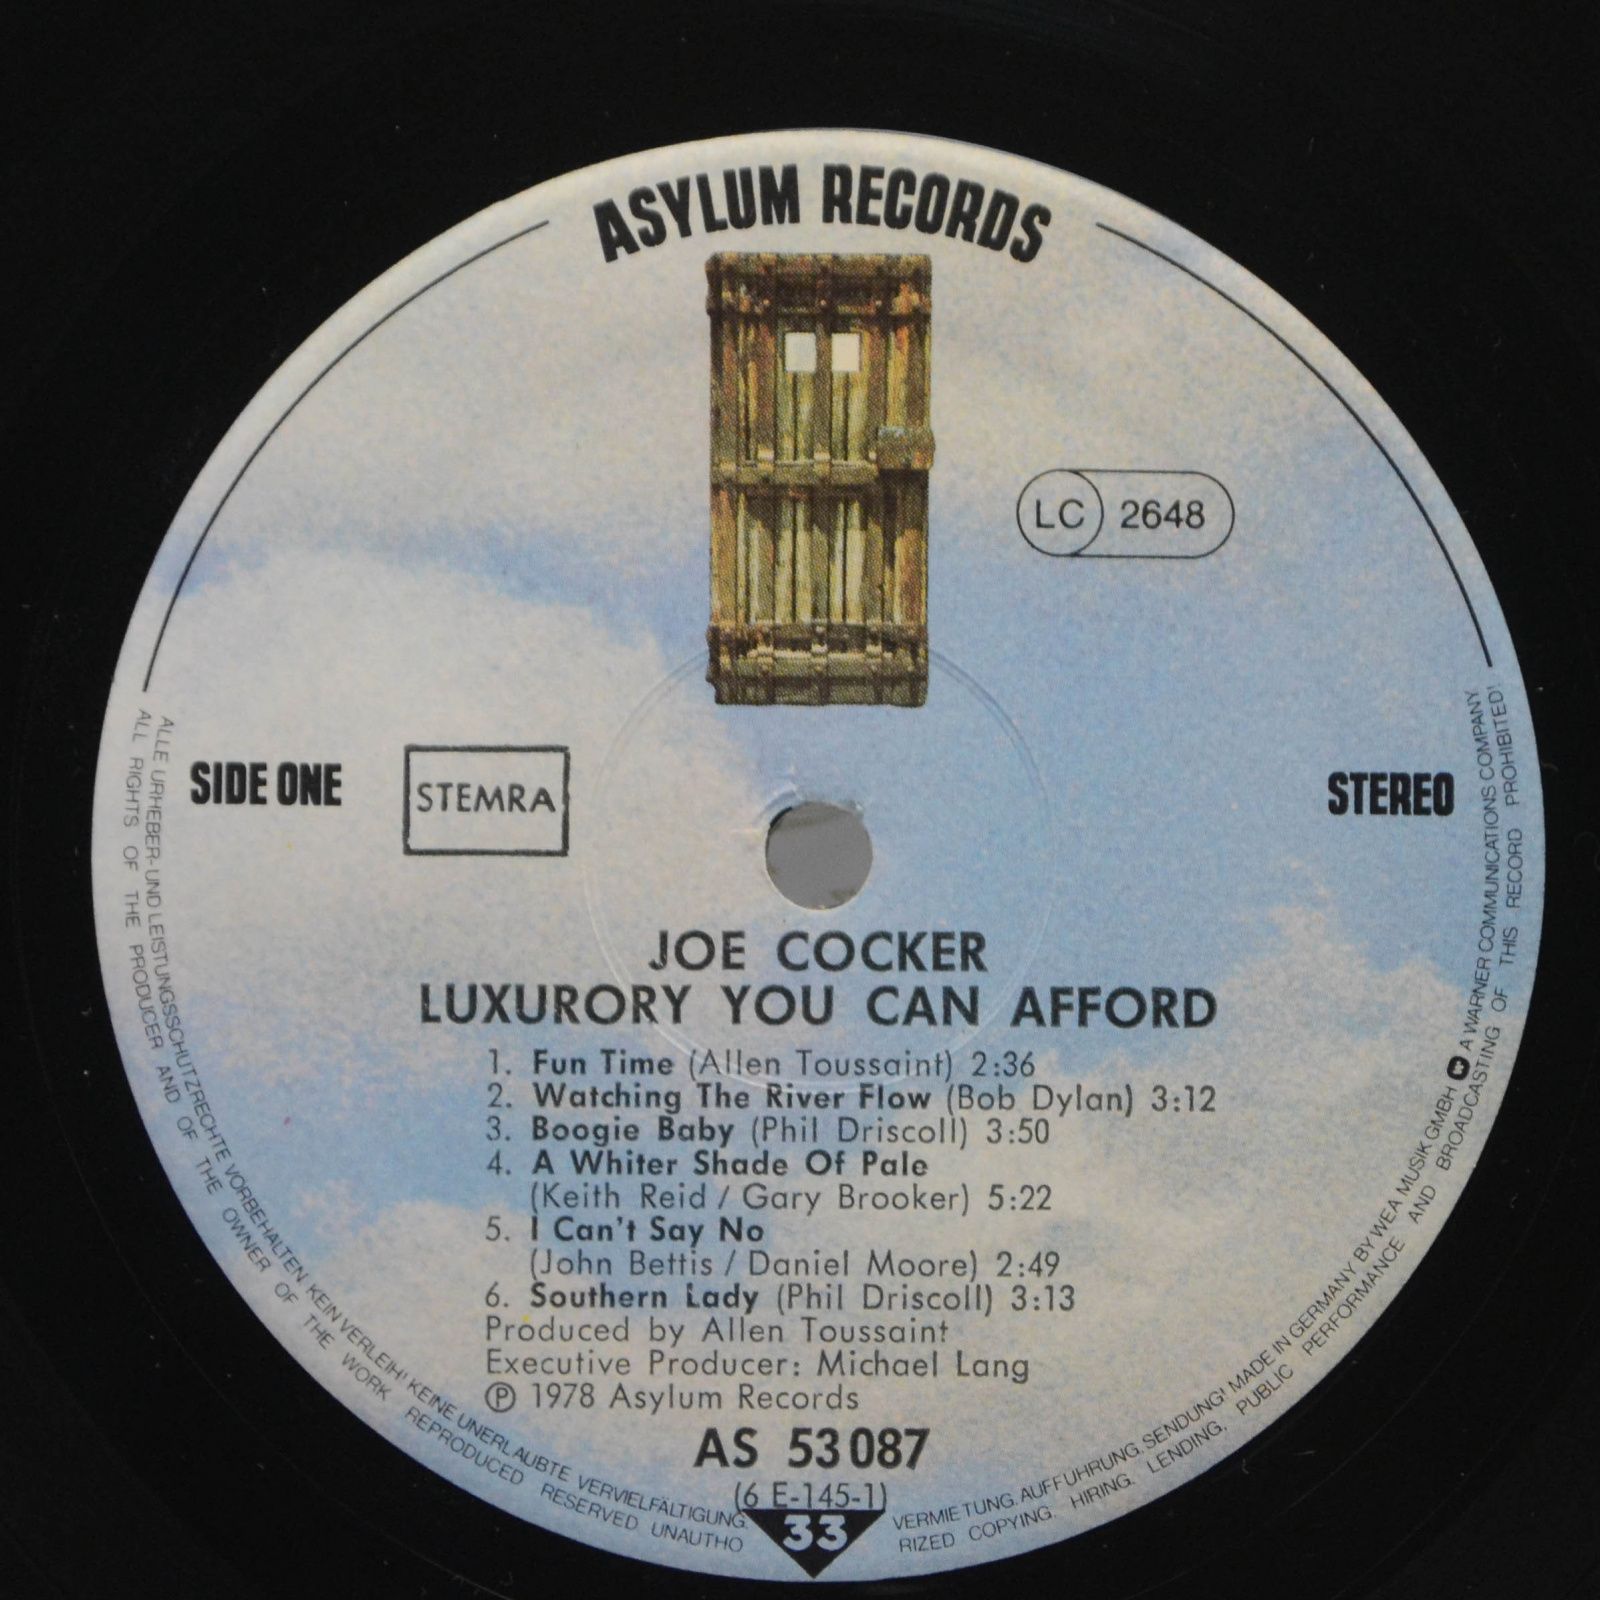 ASYLUM RECORDS
LC 2648
SIDE ONE
STEMRA
STEREO
JOE COCKER
LUXURORY YOU CAN AFFORD
1. Fun Time (Allen Toussaint) 2:36
2. Watching The River Flow (Bob Dylan) 3:12
3. Boogie Baby (Phil Driscoll) 3:50
4. A Whiter Shade Of Pale
(Keith Reid / Gary Brooker) 5:22
5. I Can't Say No
(John Bettis / Daniel Moore) 2:49
6. Southern Lady (Phil Driscoll) 3:13
Produced by Allen Toussaint
Executive Producer: Michael Lang
℗ 1978 Asylum Records
AS 53 087
(6 E-145-1)
33
ALLE URHEBER- UND LEISTUNGSSCHUTZRECHTE VORBEHALTEN KEIN VERLEIH! KEINE UNERLAUBTE VERVIELFÄLTIGUNG. VERMIETUNG. AUFFÜHRUNG. SENDUNG! MADE IN GERMANY BY WEA MUSIK GMBH A WARNER COMMUNICATIONS COMPANY
ALL RIGHTS OF THE PRODUCER AND OF THE OWNER OF THE WORK REPRODUCED RESERVED UNAUTHO RIZED COPYING. HIRING. LENDING. PUBLIC PERFORMANCE AND BROADCASTING OF THIS RECORD PROHIBITED!